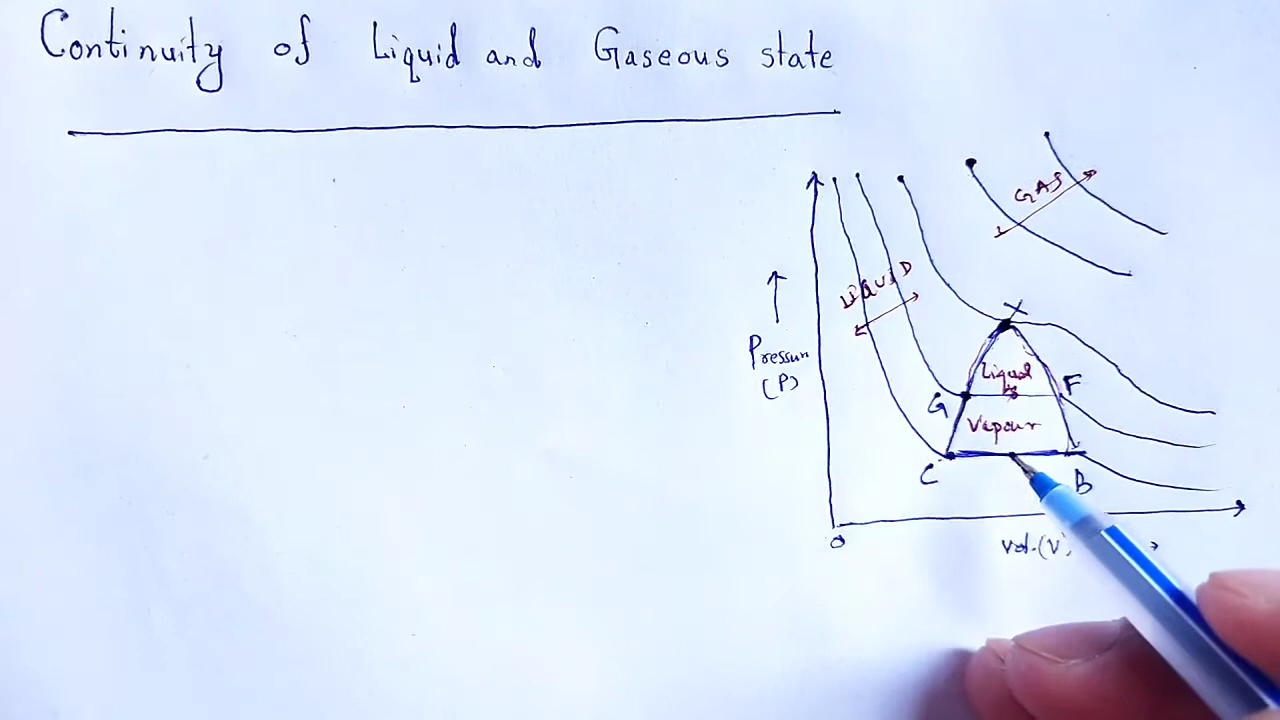 Continuity of Liquid and Gaseous state
GAS
LIQUID
X
Pressure
(P)
Liquid
F
G
Vapour
C
B
O
Vol.(V)